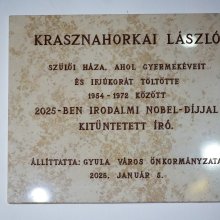 KRASZNAHORKAI LÁSZLÓ
SZÜLŐI HÁZA, AHOL GYERMEKÉVEIT
ÉS IFJÚKORÁT TÖLTÖTTE
1954 - 1972 KÖZÖTT
2025-BEN IRODALMI NOBEL-DÍJJAL
KITÜNTETETT ÍRÓ.
ÁLLÍTTATTA: GYULA VÁROS ÖNKORMÁNYZATA
2026. JANUÁR 5.